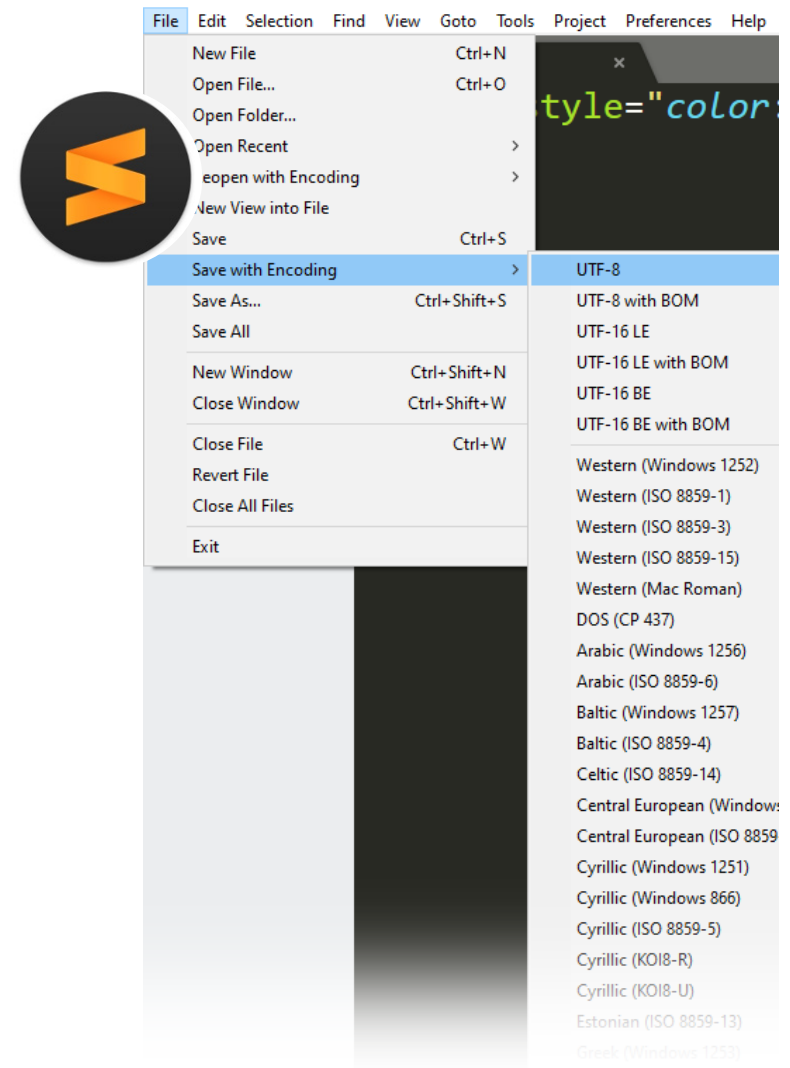 File Edit Selection Find View Goto Tools Project Preferences Help
New File Ctrl+N
Open File... Ctrl+O
Open Folder...
Open Recent
eopen with Encoding
New View into File
Save Ctrl+S
Save with Encoding
Save As... Ctrl+Shift+S
Save All
New Window Ctrl+Shift+N
Close Window Ctrl+Shift+W
Close File Ctrl+W
Revert File
Close All Files
Exit
×
style="color:
UTF-8
UTF-8 with BOM
UTF-16 LE
UTF-16 LE with BOM
UTF-16 BE
UTF-16 BE with BOM
Western (Windows 1252)
Western (ISO 8859-1)
Western (ISO 8859-3)
Western (ISO 8859-15)
Western (Mac Roman)
DOS (CP 437)
Arabic (Windows 1256)
Arabic (ISO 8859-6)
Baltic (Windows 1257)
Baltic (ISO 8859-4)
Celtic (ISO 8859-14)
Central European (Windows
Central European (ISO 8859
Cyrillic (Windows 1251)
Cyrillic (Windows 866)
Cyrillic (ISO 8859-5)
Cyrillic (KOI8-R)
Cyrillic (KOI8-U)
Estonian (ISO 8859-13)
Greek (Windows 1253)